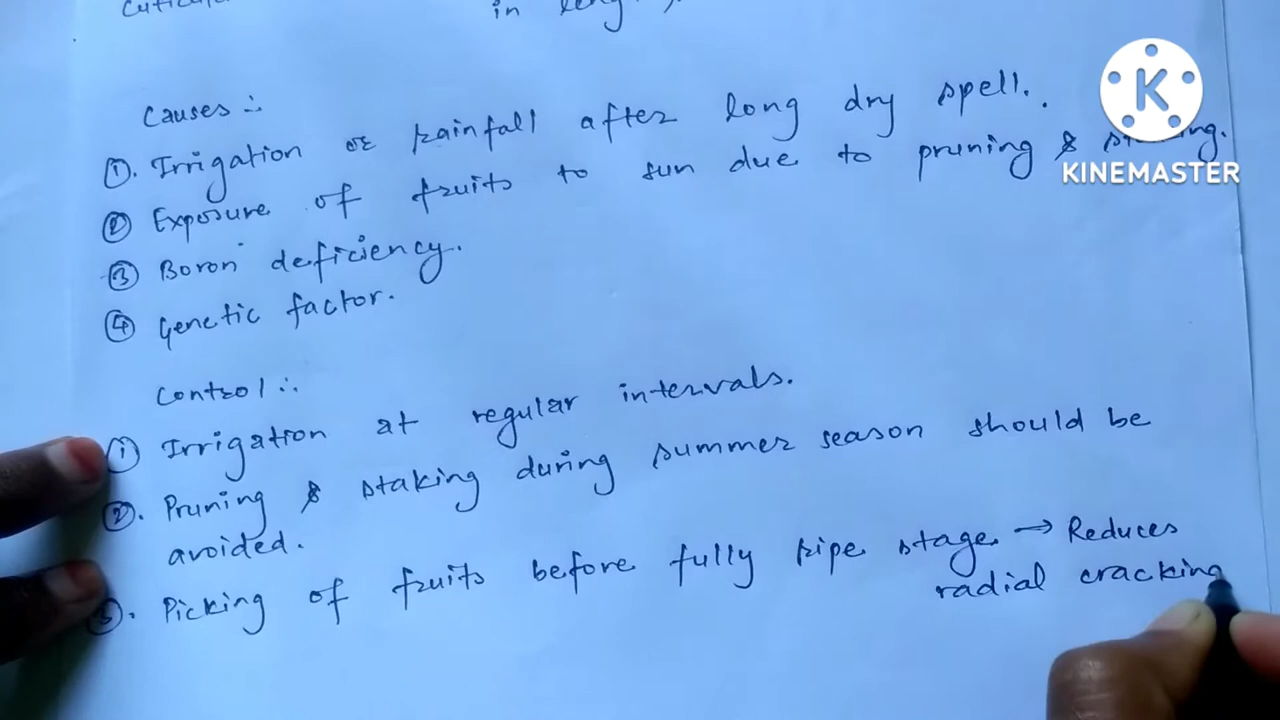 in
Causes ∴
①. Irrigation or rainfall after long dry spell.
② Exposure of fruits to sun due to pruning &
③ Boron deficiency.
④ Genetic factor.
Control ∴
① Irrigation at regular intervals.
②. Pruning & staking during summer season should be
avoided.
③. Picking of fruits before fully ripe stage → Reduces
radial cracking
K
KINEMASTER